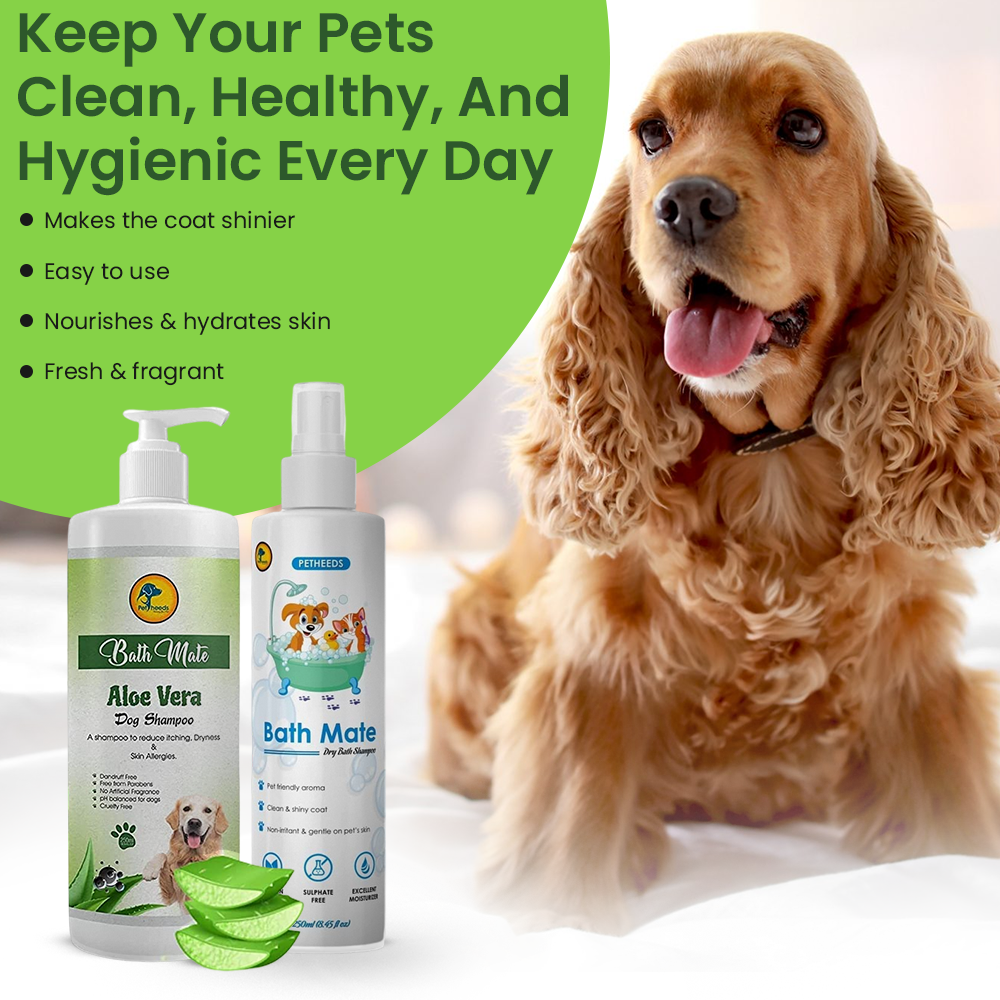 Keep Your Pets
Clean, Healthy, And
Hygienic Every Day
Makes the coat shinier
Easy to use
Nourishes & hydrates skin
Fresh & fragrant
Petheeds
Bath Mate
Aloe Vera
Dog Shampoo
A shampoo to reduce itching, Dryness
&
Skin Allergies.
Dandruff Free
Free from Parabens
No Artificial Fragrance
pH balanced for dogs
Cruelty Free
PETHEEDS
Bath Mate
Dry Bath Shampoo
Pet friendly aroma
Clean & shiny coat
Non-irritant & gentle on pet's skin
SULPHATE
FREE
EXCELLENT
MOISTURIZER
250ml (8.45 fl oz)